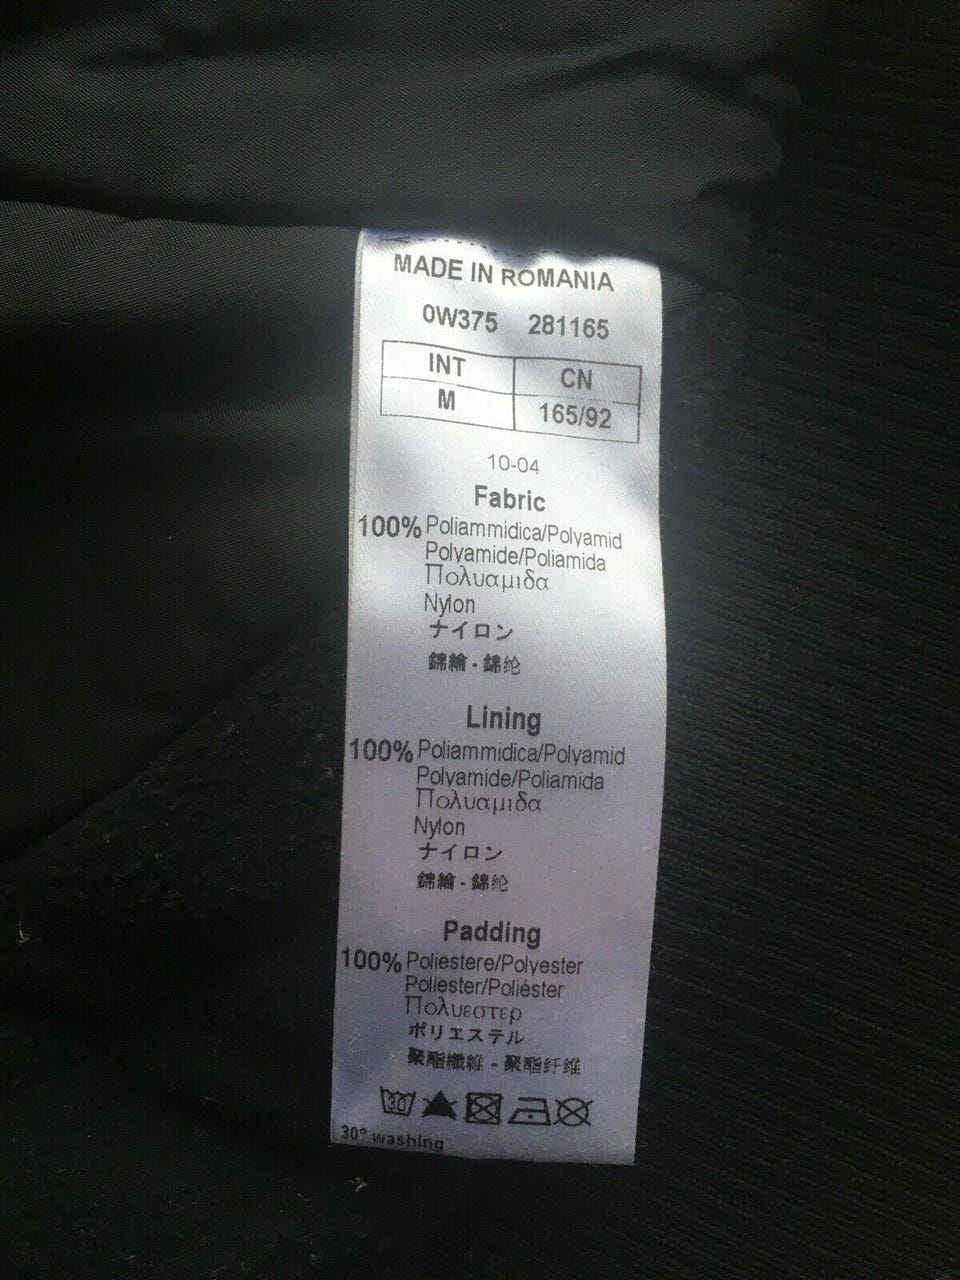 MADE IN ROMANIA
0W375 281165
INT CN
M 165/92
10-04
Fabric
100% Poliammidica/Polyamid
Polyamide/Poliamida
Πολυαμιδα
Nylon
ナイロン
錦綸 - 锦纶
Lining
100% Poliammidica/Polyamid
Polyamide/Poliamida
Πολυαμιδα
Nylon
ナイロン
錦綸 - 锦纶
Padding
100% Poliestere/Polyester
Poliester/Poliéster
Πολυεστερ
ポリエステル
聚酯纖維 - 聚酯纤维
30
30° washing